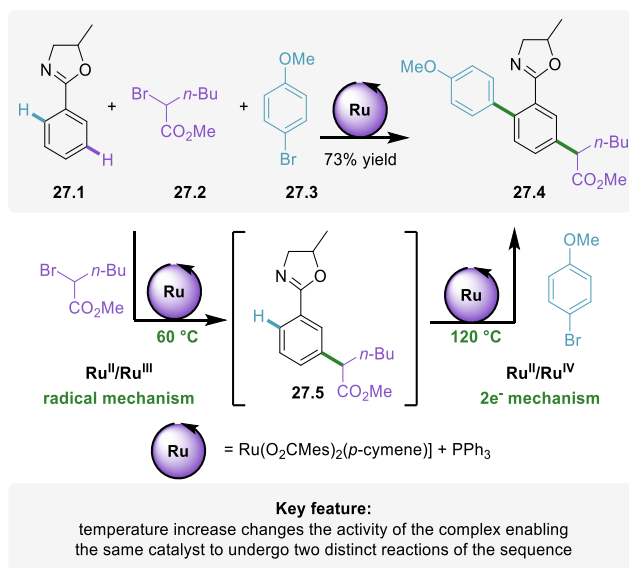 N
O
H
H
27.1
+
Br
n-Bu
CO₂Me
27.2
+
OMe
Br
27.3
Ru
73% yield
MeO
N
O
n-Bu
CO₂Me
27.4
Br
n-Bu
CO₂Me
Ru
60 °C
Ruᴵᴵ/Ruᴵᴵᴵ
radical mechanism
N
O
H
n-Bu
CO₂Me
27.5
Ru
120 °C
OMe
Br
Ruᴵᴵ/Ruᴵⱽ
2e⁻ mechanism
Ru
= Ru(O₂CMes)₂(p-cymene)] + PPh₃
Key feature:
temperature increase changes the activity of the complex enabling
the same catalyst to undergo two distinct reactions of the sequence